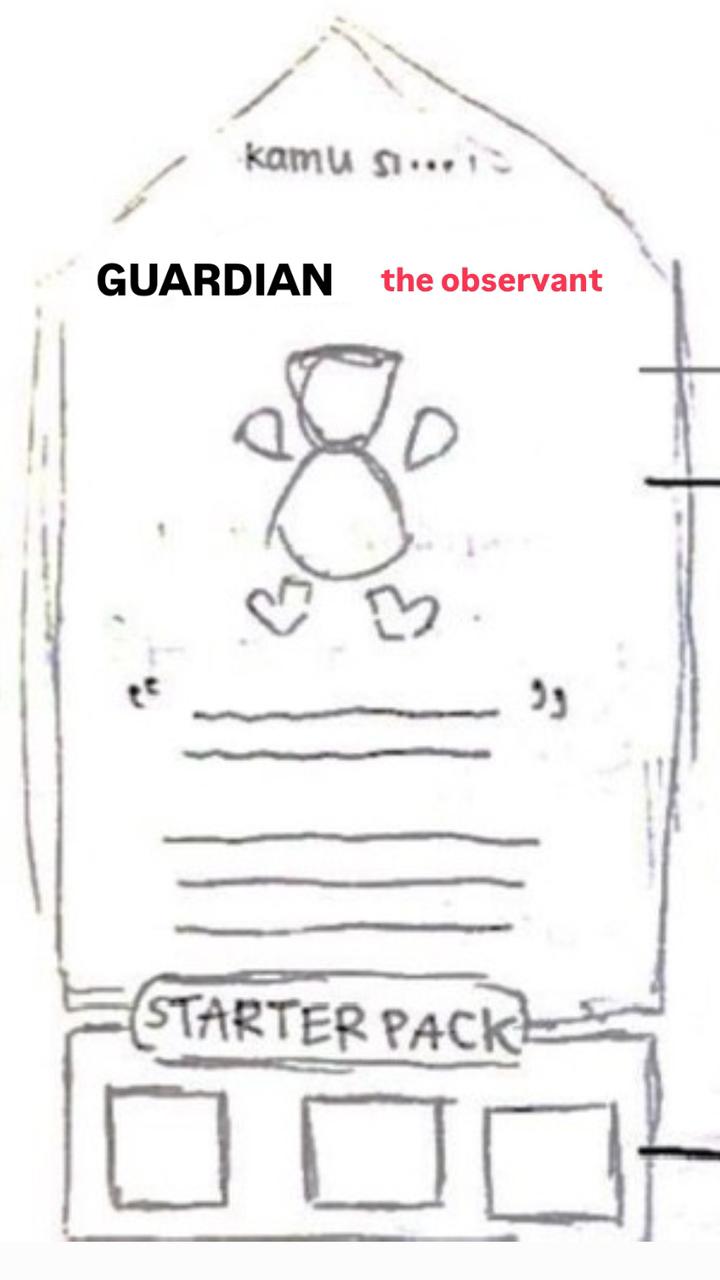 kamu si...
GUARDIAN the observant
“ ”
STARTER PACK